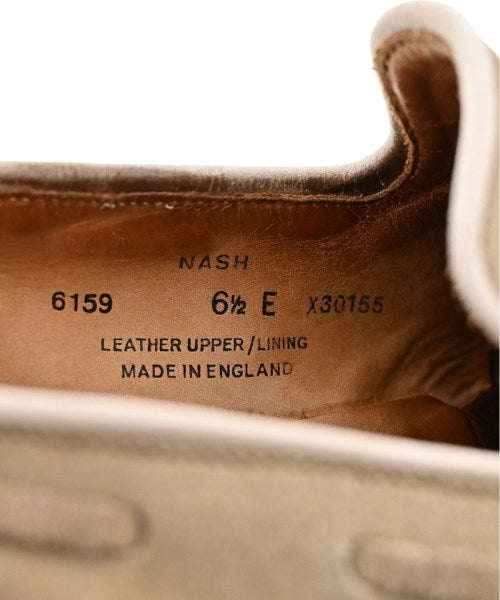 NASH
6159 6½ E X30155
LEATHER UPPER/LINING
MADE IN ENGLAND